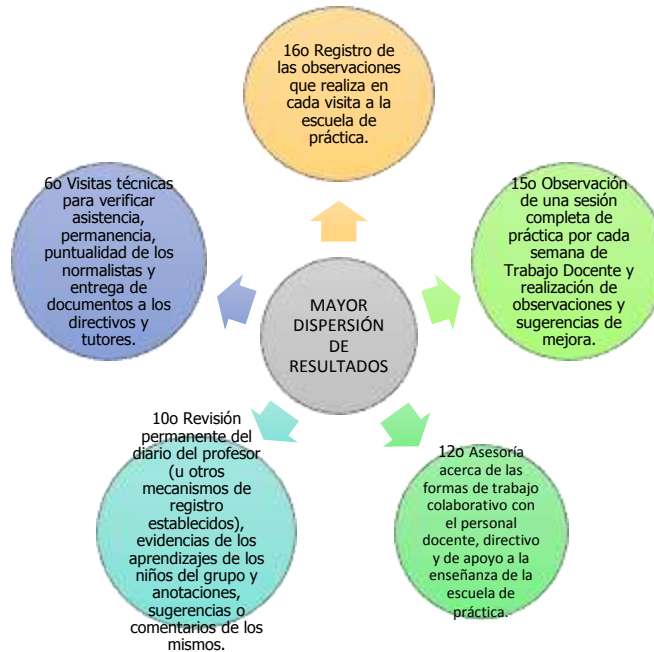 16o Registro de
las observaciones
que realiza en
cada visita a la
escuela de
práctica.
6o Visitas técnicas
para verificar
asistencia,
permanencia,
puntualidad de los
normalistas y
entrega de
documentos a los
directivos y
tutores.
15o Observación
de una sesión
completa de
práctica por cada
semana de
Trabajo Docente y
realización de
observaciones y
sugerencias de
mejora.
MAYOR
DISPERSIÓN
DE
RESULTADOS
10o Revisión
permanente del
diario del profesor
(u otros
mecanismos de
registro
establecidos),
evidencias de los
aprendizajes de los
niños del grupo y
anotaciones,
sugerencias o
comentarios de los
mismos.
12o Asesoría
acerca de las
formas de trabajo
colaborativo con
el personal
docente, directivo
y de apoyo a la
enseñanza de la
escuela de
práctica.